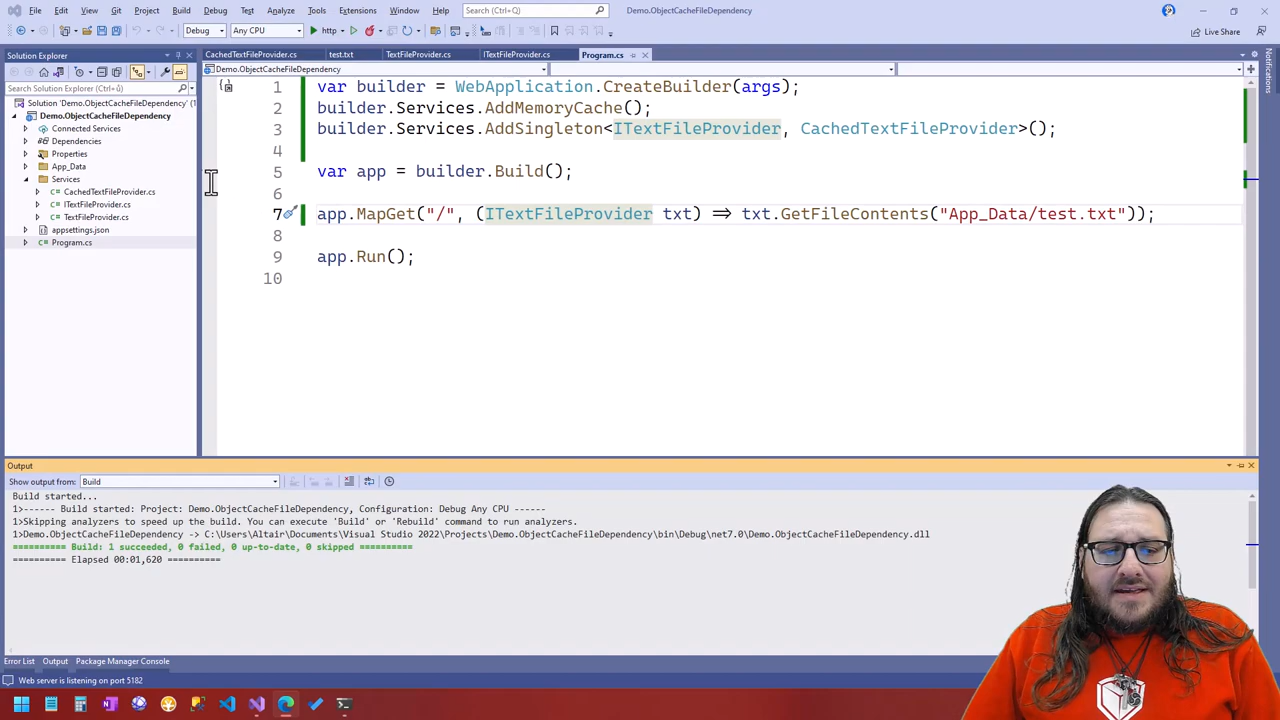 File Edit View Git Project Build Debug Test Analyze Tools Extensions Window Help Search (Ctrl+Q) Demo.ObjectCacheFileDependency
Debug Any CPU http Live Share
Solution Explorer
CachedTextFileProvider.cs test.txt TextFileProvider.cs ITextFileProvider.cs Program.cs
Demo.ObjectCacheFileDependency
Search Solution Explorer (Ctrl+ů)
Solution 'Demo.ObjectCacheFileDependency' (1
Demo.ObjectCacheFileDependency
Connected Services
Dependencies
Properties
App_Data
Services
CachedTextFileProvider.cs
ITextFileProvider.cs
TextFileProvider.cs
appsettings.json
Program.cs
1 var builder = WebApplication.CreateBuilder(args);
2 builder.Services.AddMemoryCache();
3 builder.Services.AddSingleton<ITextFileProvider, CachedTextFileProvider>();
4
5 var app = builder.Build();
6
7 app.MapGet("/", (ITextFileProvider txt) => txt.GetFileContents("App_Data/test.txt"));
8
9 app.Run();
10
Notifications
Output
Show output from: Build
Build started...
1>------ Build started: Project: Demo.ObjectCacheFileDependency, Configuration: Debug Any CPU ------
1>Skipping analyzers to speed up the build. You can execute 'Build' or 'Rebuild' command to run analyzers.
1>Demo.ObjectCacheFileDependency -> C:\Users\Altair\Documents\Visual Studio 2022\Projects\Demo.ObjectCacheFileDependency\bin\Debug\net7.0\Demo.ObjectCacheFileDependency.dll
========== Build: 1 succeeded, 0 failed, 0 up-to-date, 0 skipped ==========
========== Elapsed 00:01,620 ==========
Error List Output Package Manager Console
Web server is listening on port 5182